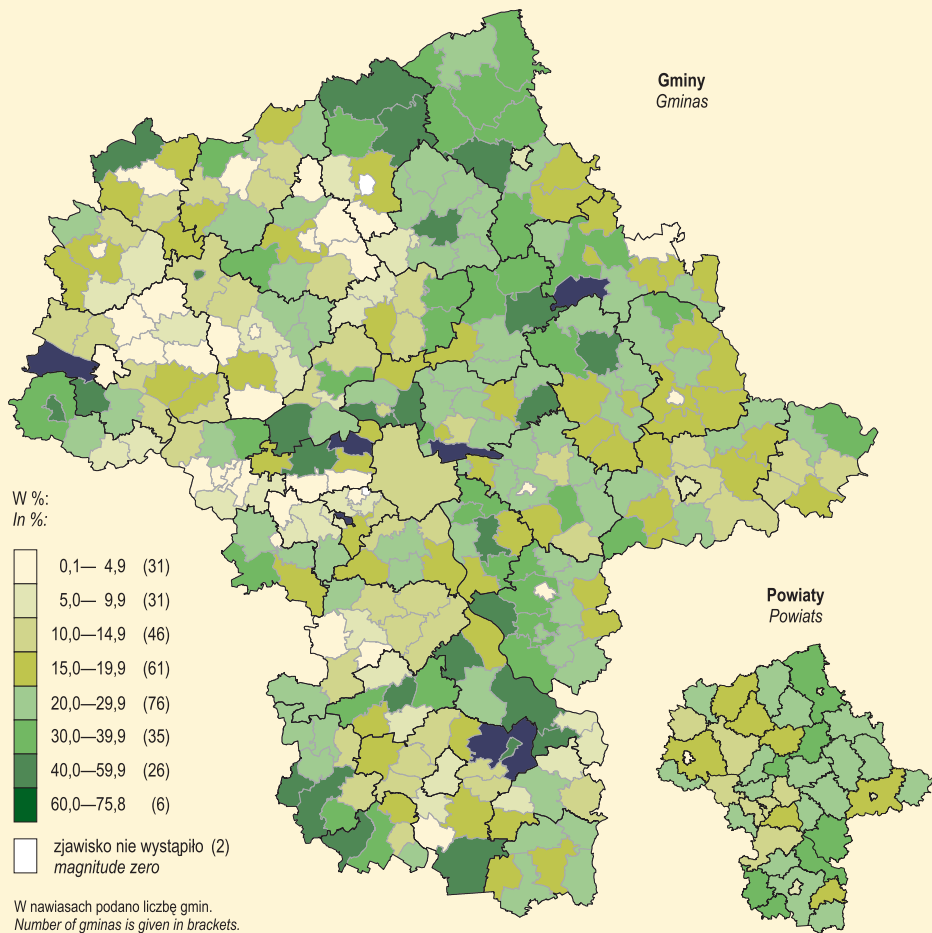 Gminy
Gminas
W %:
In %:
0,1— 4,9 (31)
5,0— 9,9 (31)
10,0—14,9 (46)
15,0—19,9 (61)
20,0—29,9 (76)
30,0—39,9 (35)
40,0—59,9 (26)
60,0—75,8 (6)
zjawisko nie wystąpiło (2)
magnitude zero
W nawiasach podano liczbę gmin.
Number of gminas is given in brackets.
Powiaty
Powiats